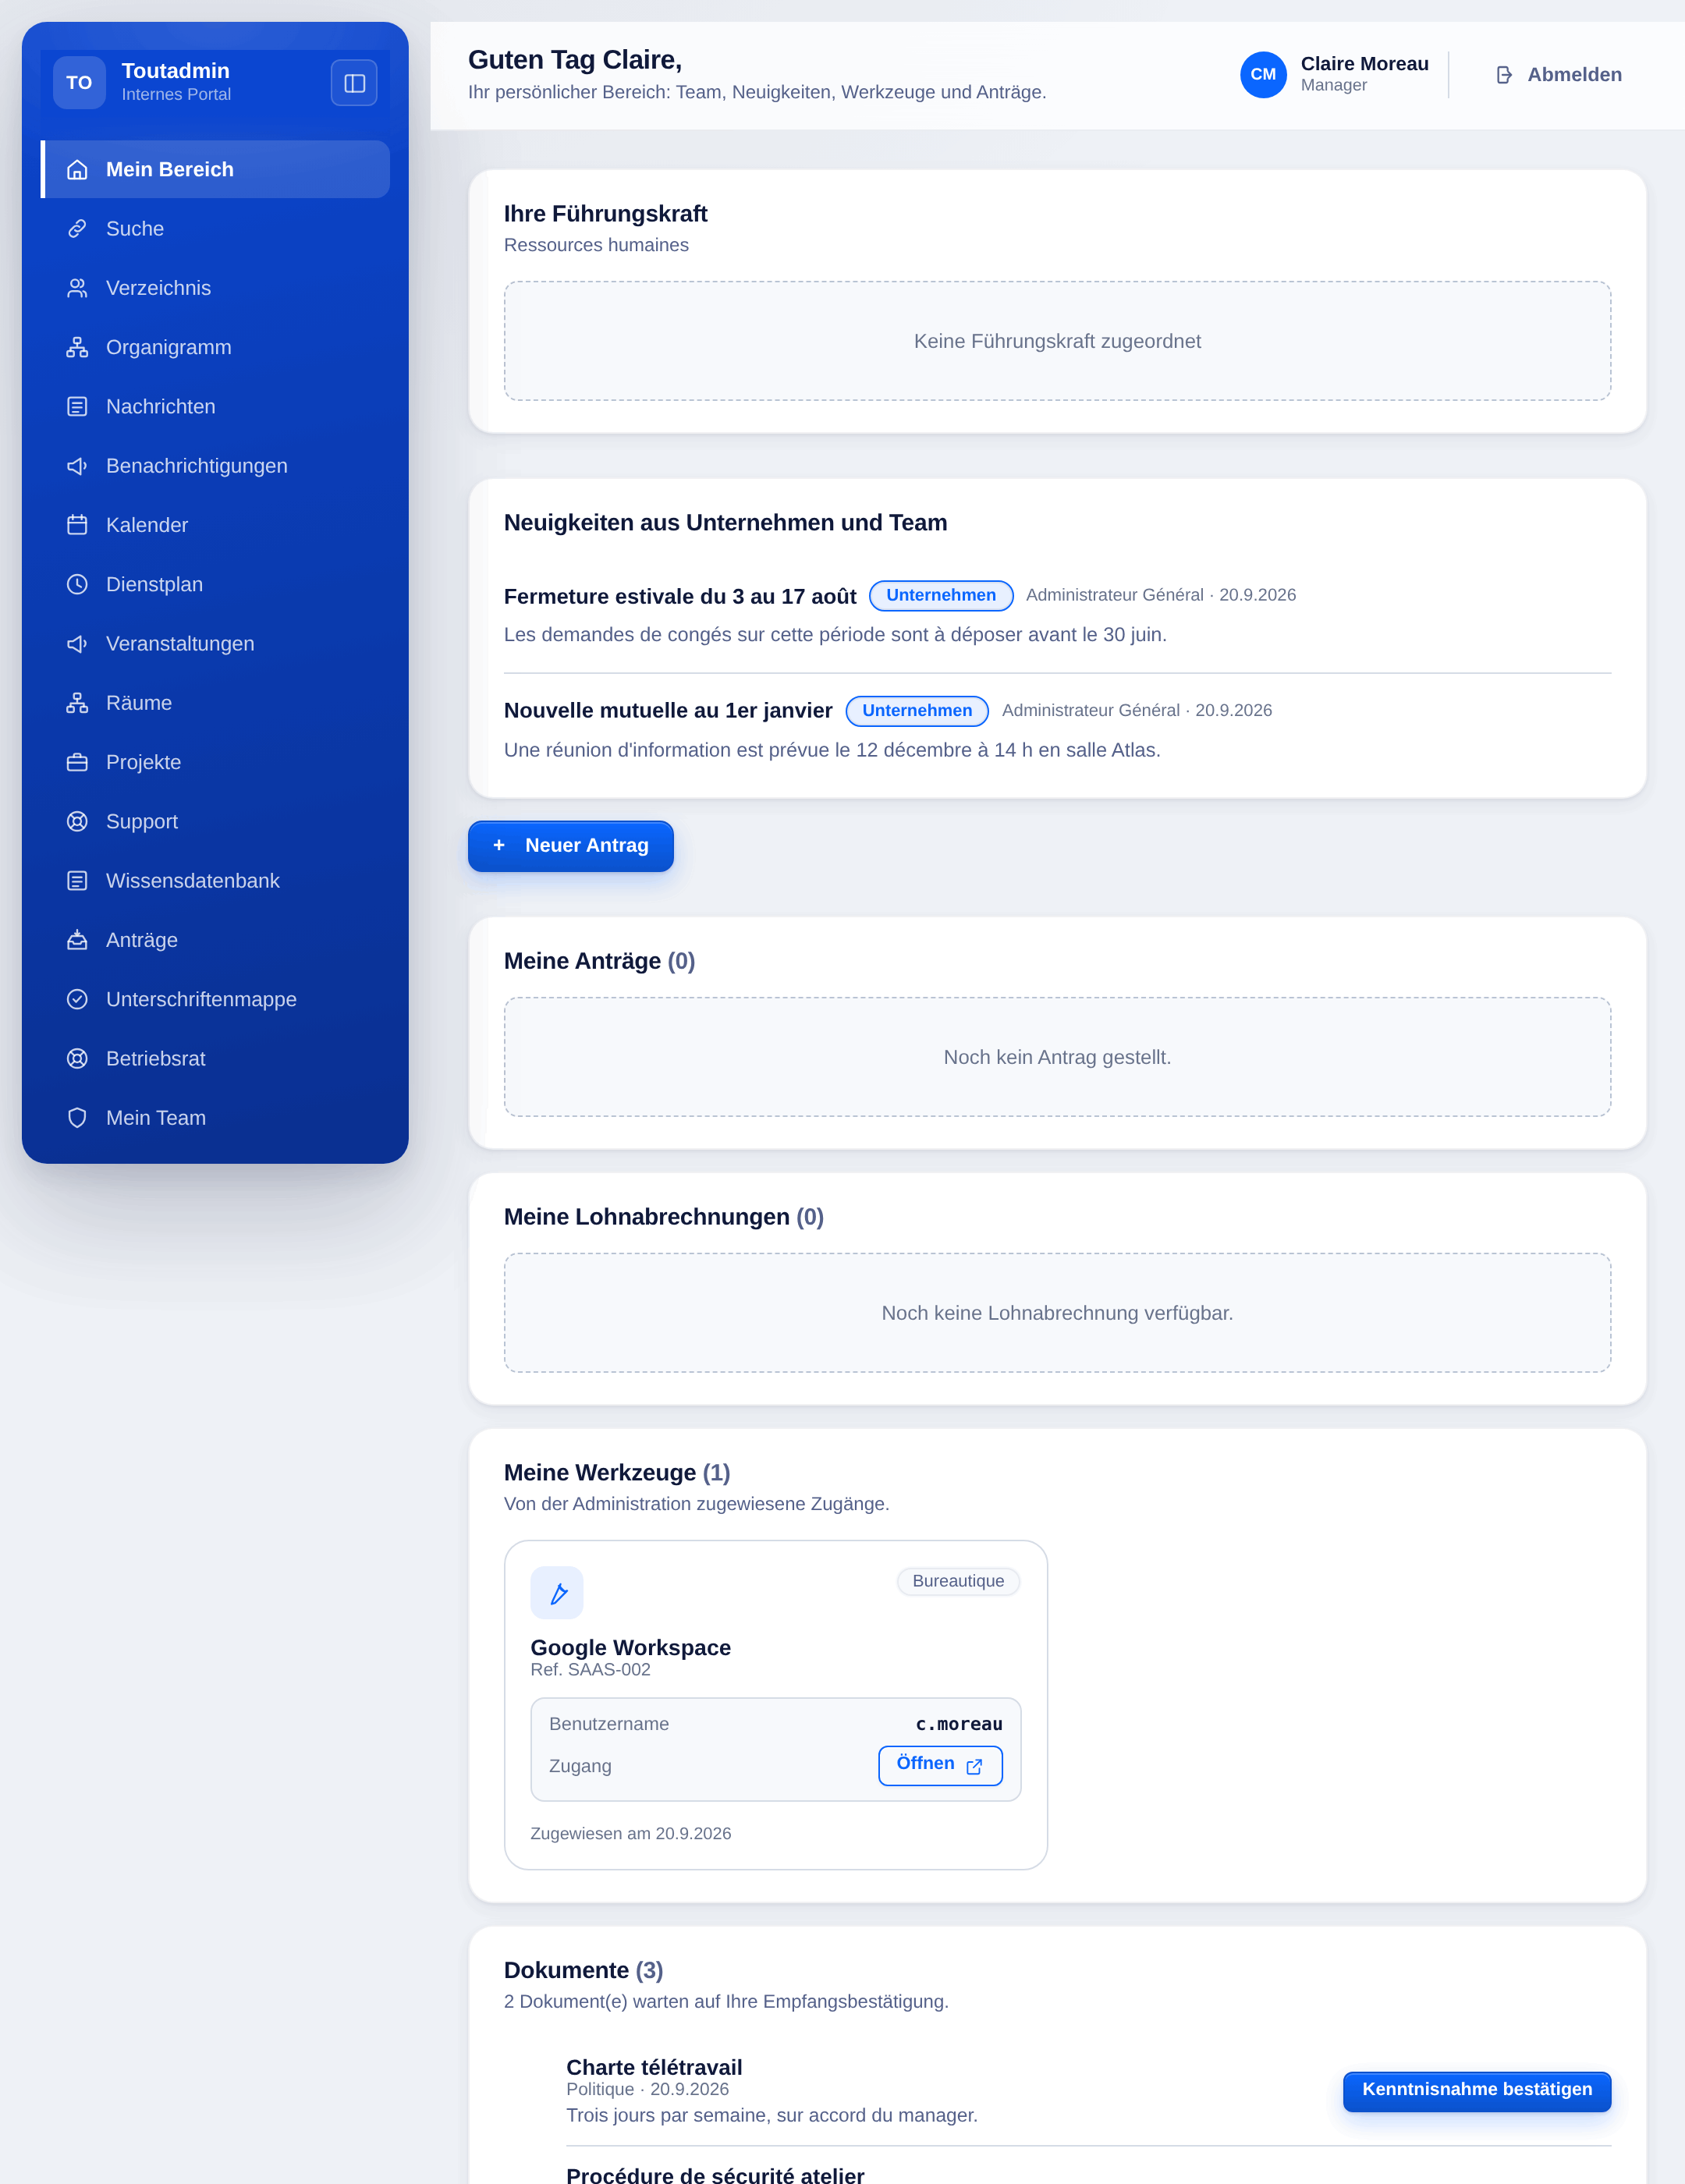 TO
Toutadmin
Internes Portal
Mein Bereich
Suche
Verzeichnis
Organigramm
Nachrichten
Benachrichtigungen
Kalender
Dienstplan
Veranstaltungen
Räume
Projekte
Support
Wissensdatenbank
Anträge
Unterschriftenmappe
Betriebsrat
Mein Team
Guten Tag Claire,
Ihr persönlicher Bereich: Team, Neuigkeiten, Werkzeuge und Anträge.
CM
Claire Moreau
Manager
Abmelden
Ihre Führungskraft
Ressources humaines
Keine Führungskraft zugeordnet
Neuigkeiten aus Unternehmen und Team
Fermeture estivale du 3 au 17 août Unternehmen Administrateur Général · 20.9.2026
Les demandes de congés sur cette période sont à déposer avant le 30 juin.
Nouvelle mutuelle au 1er janvier Unternehmen Administrateur Général · 20.9.2026
Une réunion d'information est prévue le 12 décembre à 14 h en salle Atlas.
+ Neuer Antrag
Meine Anträge (0)
Noch kein Antrag gestellt.
Meine Lohnabrechnungen (0)
Noch keine Lohnabrechnung verfügbar.
Meine Werkzeuge (1)
Von der Administration zugewiesene Zugänge.
Bureautique
Google Workspace
Ref. SAAS-002
Benutzername c.moreau
Zugang Öffnen
Zugewiesen am 20.9.2026
Dokumente (3)
2 Dokument(e) warten auf Ihre Empfangsbestätigung.
Charte télétravail
Politique · 20.9.2026
Trois jours par semaine, sur accord du manager.
Kenntnisnahme bestätigen
Procédure de sécurité atelier